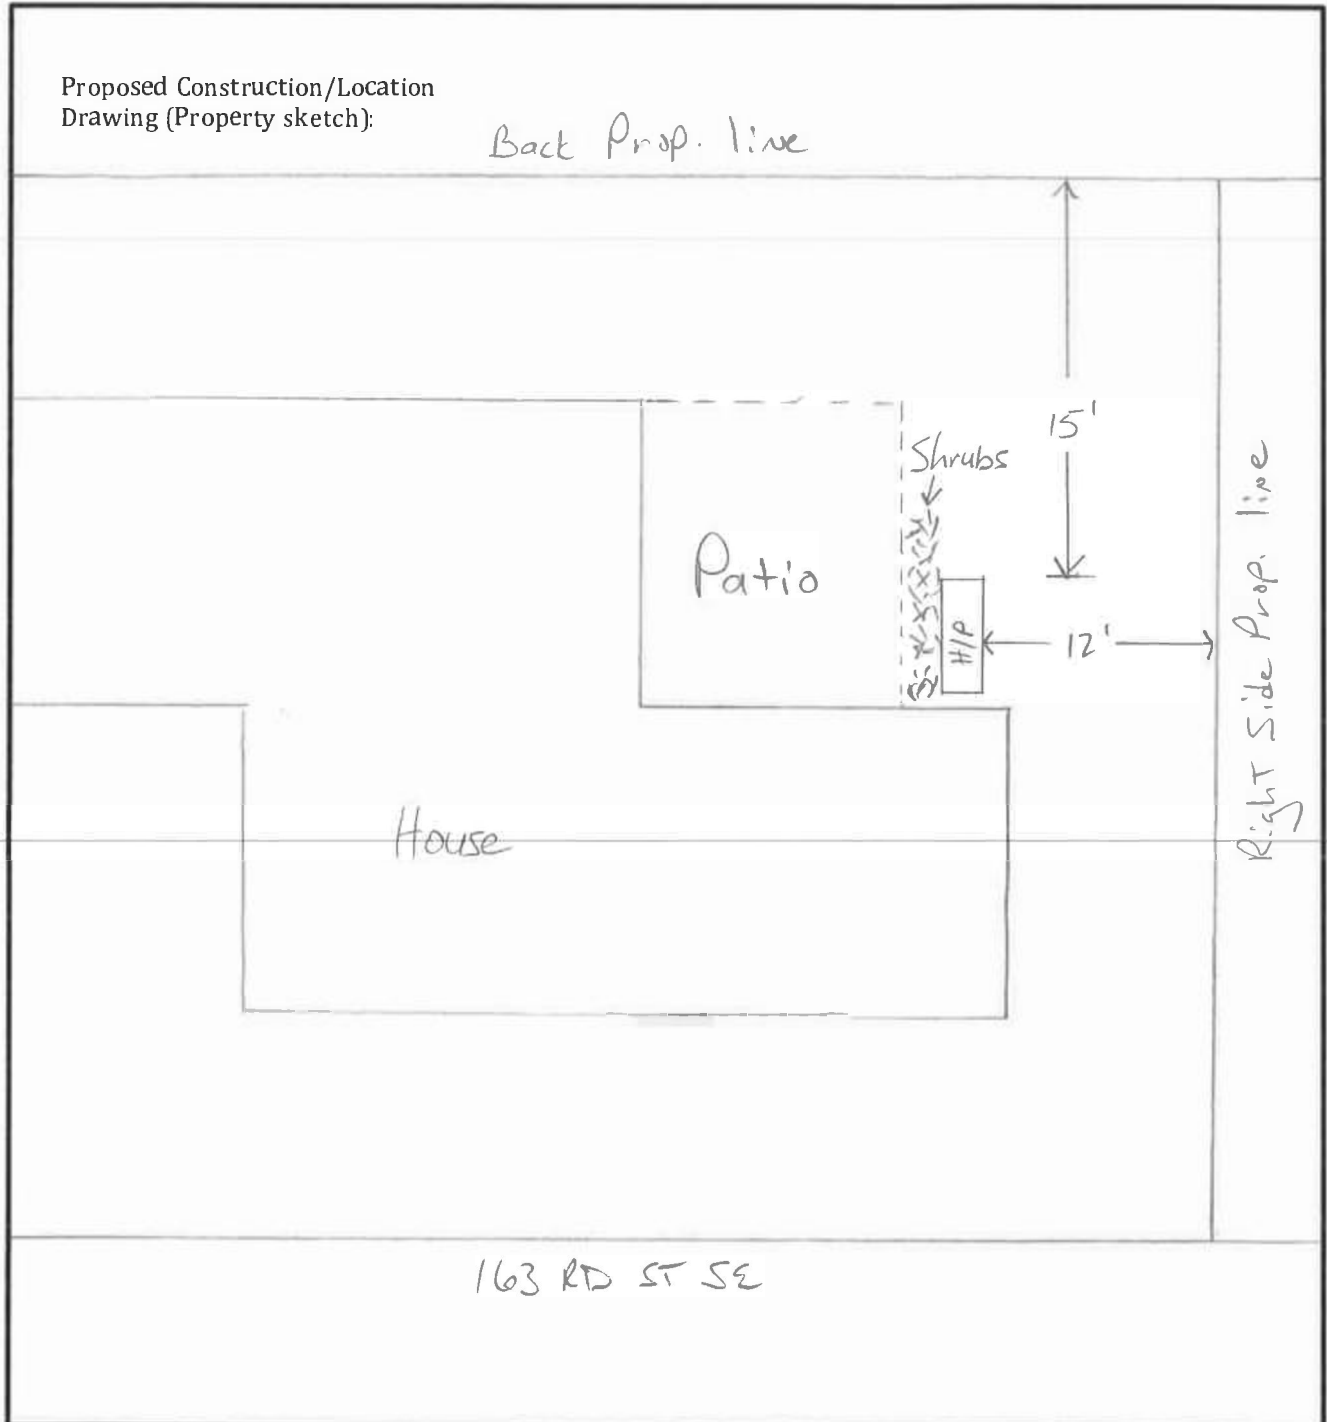 Proposed Construction/Location
Drawing (Property sketch):
Back Prop. line
15'
Shrubs
Patio
H/P
12'
Right Side Prop. line
House
163 RD ST SE